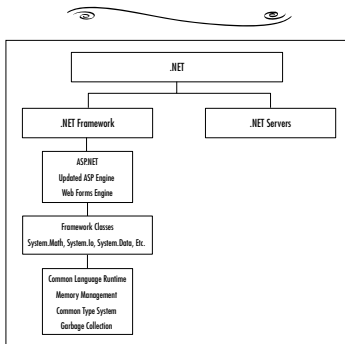 .NET
.NET Framework
.NET Servers
ASP.NET
Updated ASP Engine
Web Forms Engine
Framework Classes
System.Math, System.Io, System.Data, Etc.
Common Language Runtime
Memory Management
Common Type System
Garbage Collection